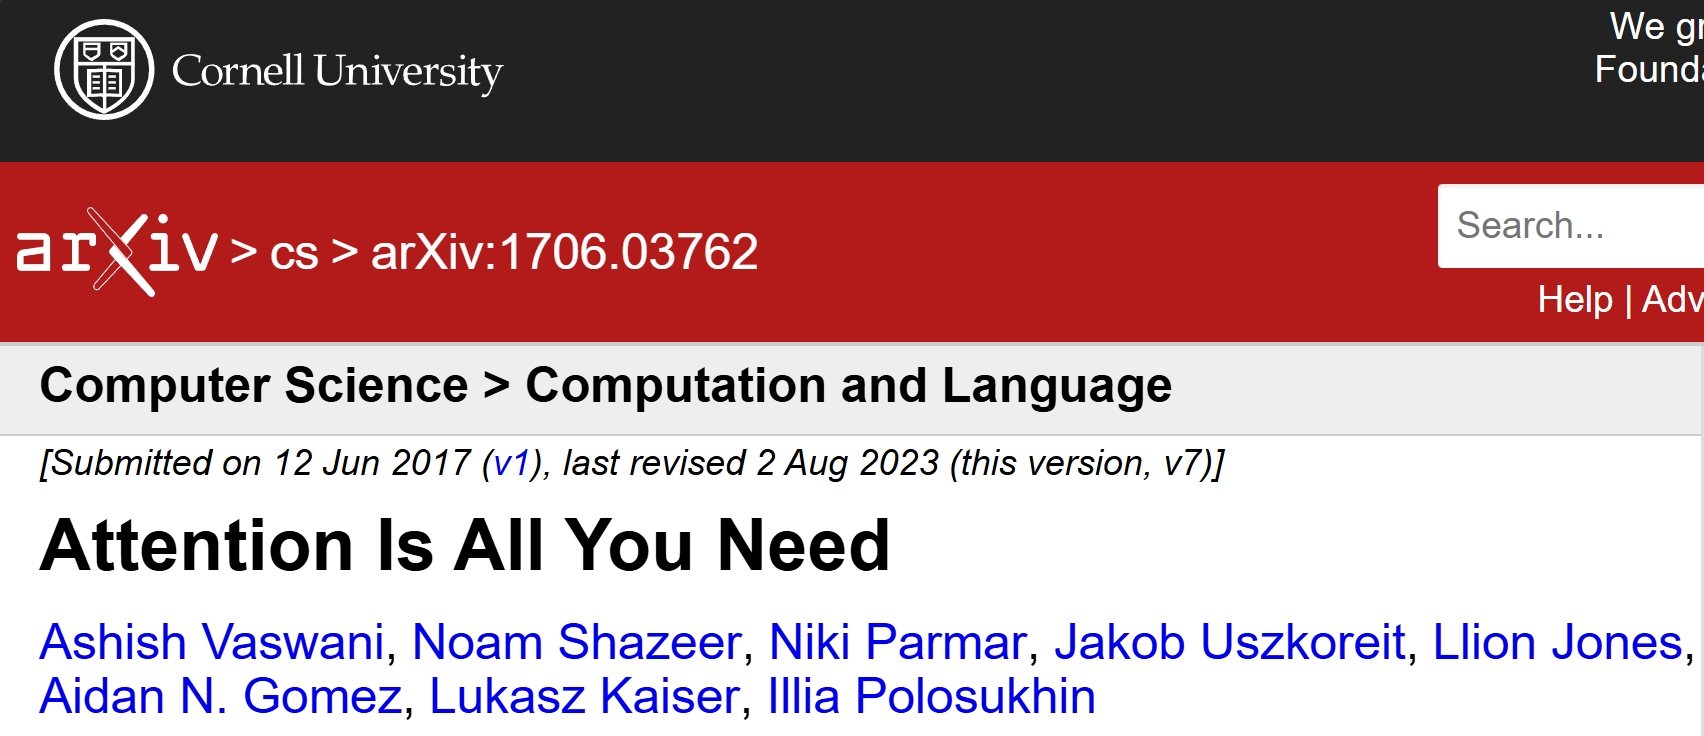 Cornell University
We gr
Founda
arXiv > cs > arXiv:1706.03762
Search...
Help | Adv
Computer Science > Computation and Language
[Submitted on 12 Jun 2017 (v1), last revised 2 Aug 2023 (this version, v7)]
Attention Is All You Need
Ashish Vaswani, Noam Shazeer, Niki Parmar, Jakob Uszkoreit, Llion Jones,
Aidan N. Gomez, Lukasz Kaiser, Illia Polosukhin